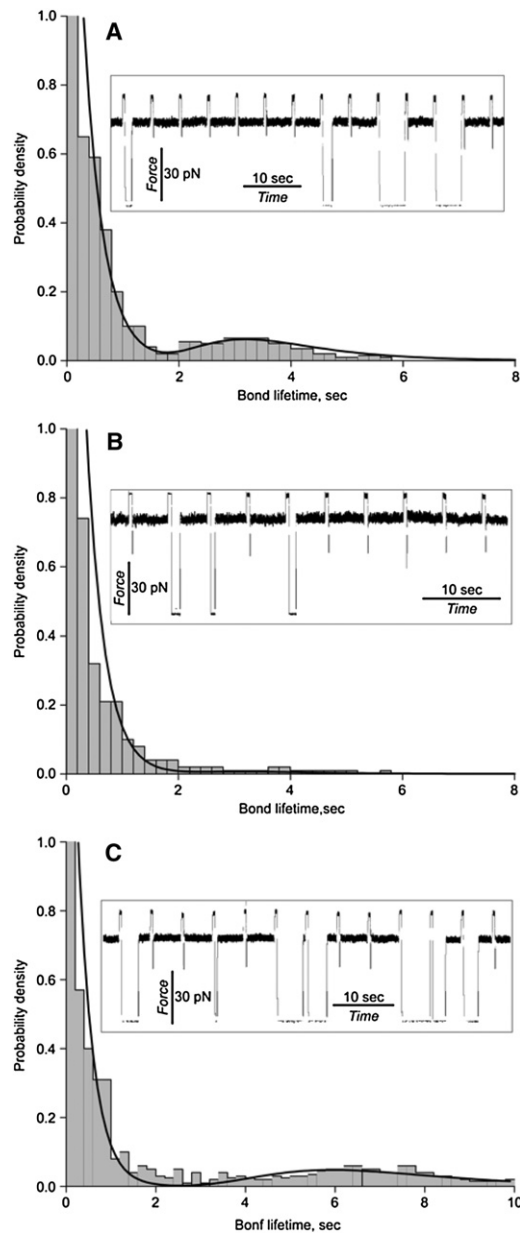 A
1.0
0.8
0.6
0.4
0.2
0.0
Probability density
Force
30 pN
10 sec
Time
0 2 4 6 8
Bond lifetime, sec
B
1.0
0.8
0.6
0.4
0.2
0.0
Probability density
Force
30 pN
10 sec
Time
0 2 4 6 8
Bond lifetime,sec
C
1.0
0.8
0.6
0.4
0.2
0.0
Probability density
Force
30 pN
10 sec
Time
0 2 4 6 8 10
Bonf lifetime, sec